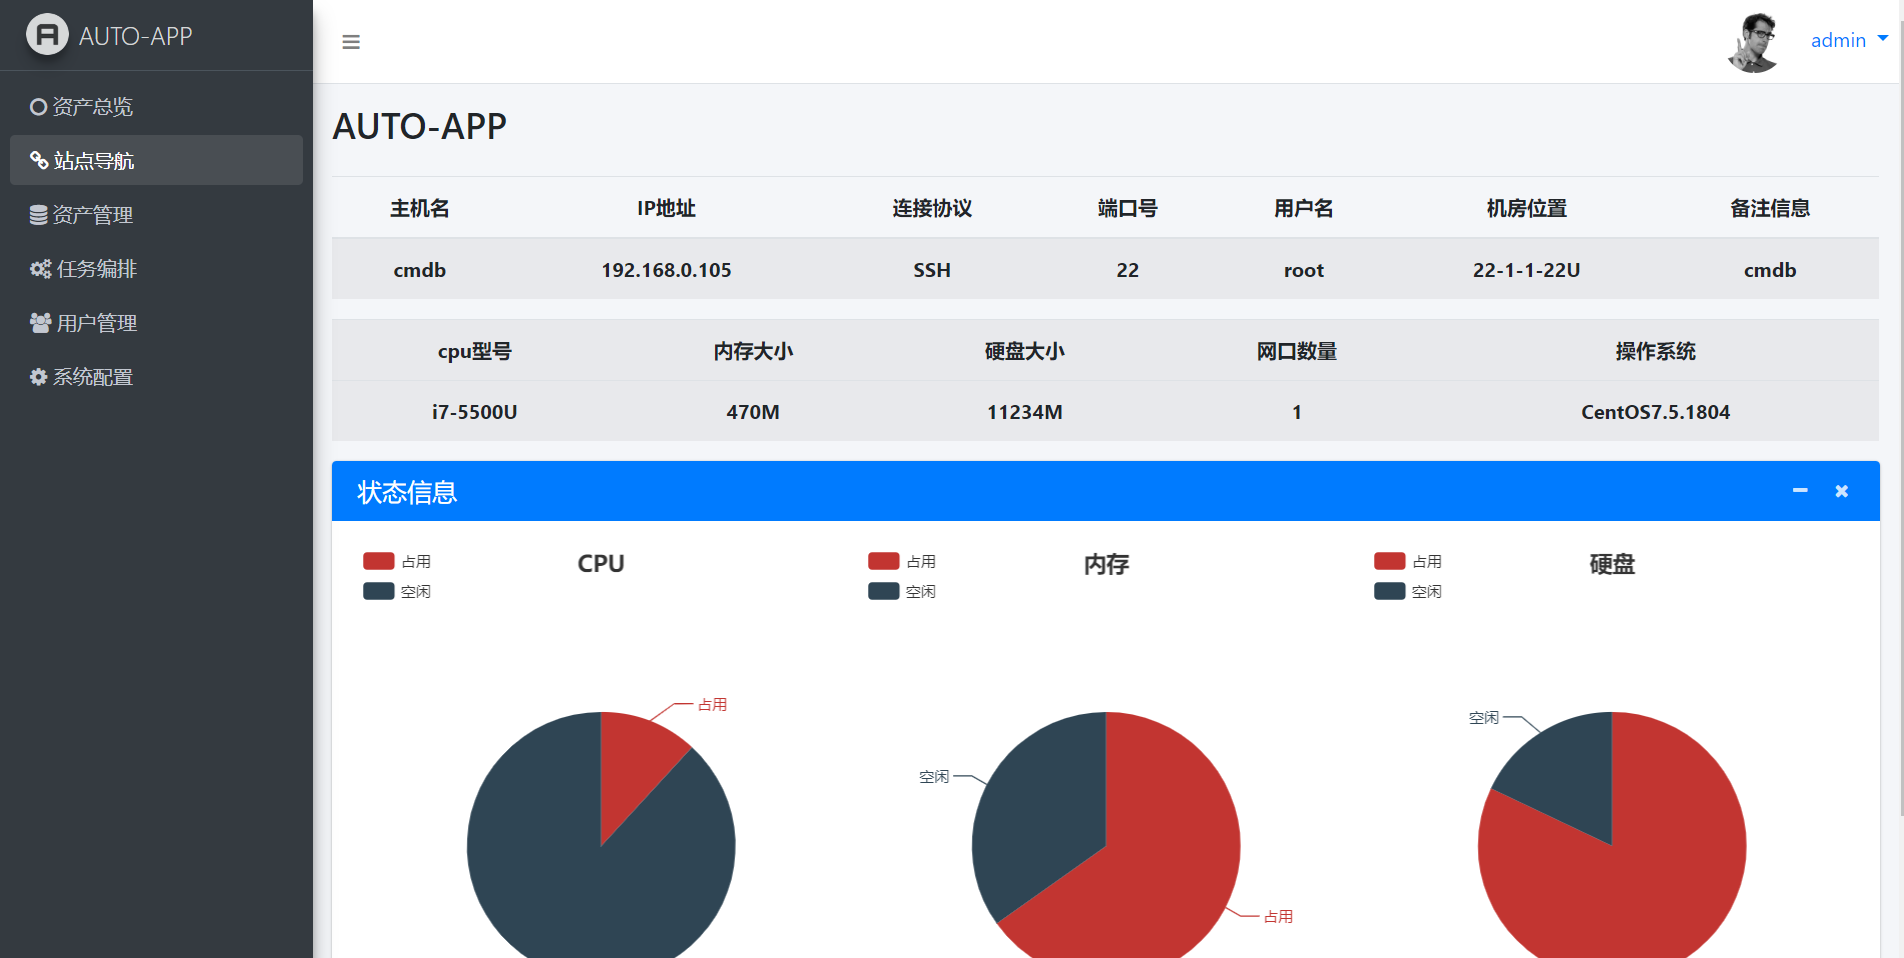 AUTO-APP
admin
资产总览
站点导航
资产管理
任务编排
用户管理
系统配置
AUTO-APP
主机名 IP地址 连接协议 端口号 用户名 机房位置 备注信息
cmdb 192.168.0.105 SSH 22 root 22-1-1-22U cmdb
cpu型号 内存大小 硬盘大小 网口数量 操作系统
i7-5500U 470M 11234M 1 CentOS7.5.1804
状态信息
占用
空闲
CPU
占用
占用
空闲
内存
空闲
占用
占用
空闲
硬盘
空闲